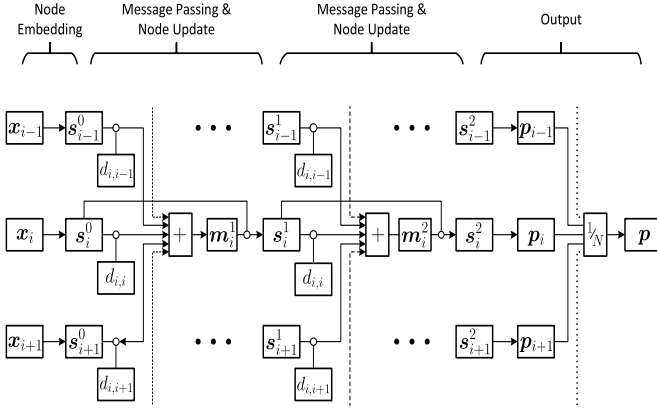 Node
Embedding
Message Passing &
Node Update
Message Passing &
Node Update
Output
x_{i-1} s^0_{i-1} • • • s^1_{i-1} • • • s^2_{i-1} p_{i-1}
d_{i,i-1} d_{i,i-1}
x_i s^0_i + m^1_i s^1_i + m^2_i s^2_i p_i 1/N p
d_{i,i} d_{i,i}
x_{i+1} s^0_{i+1} • • • s^1_{i+1} • • • s^2_{i+1} p_{i+1}
d_{i,i+1} d_{i,i+1}